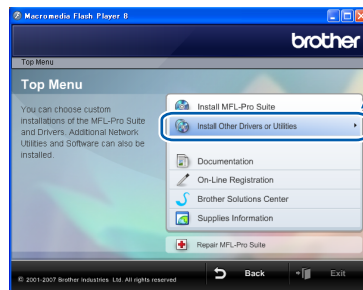 Macromedia Flash Player 8
brother
Top Menu
Top Menu
You can choose custom
installations of the MFL-Pro Suite
and Drivers. Additional Network
Utilities and Software can also be
installed.
Install MFL-Pro Suite
Install Other Drivers or Utilities
Documentation
On-Line Registration
Brother Solutions Center
Supplies Information
Repair MFL-Pro Suite
© 2001-2007 Brother Industries Ltd. All rights reserved
Back
Exit